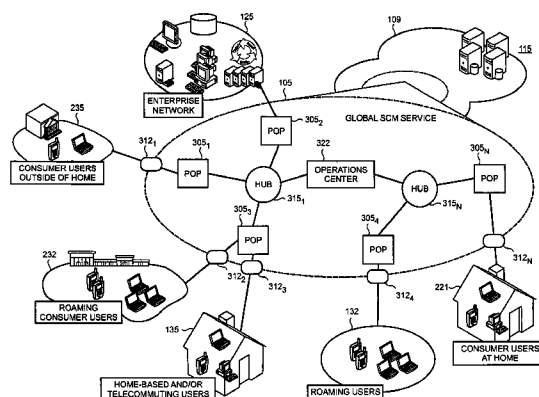 125
109
115
ENTERPRISE NETWORK
105
GLOBAL SCM SERVICE
235
305₂
POP
CONSUMER USERS OUTSIDE OF HOME
312₁
305₁
POP
322
OPERATIONS CENTER
305N
POP
HUB
315₁
HUB
315N
305₃
POP
305₄
POP
232
ROAMING CONSUMER USERS
312₂
312₃
312₄
312N
135
132
221
HOME-BASED AND/OR TELECOMMUTING USERS
ROAMING USERS
CONSUMER USERS AT HOME